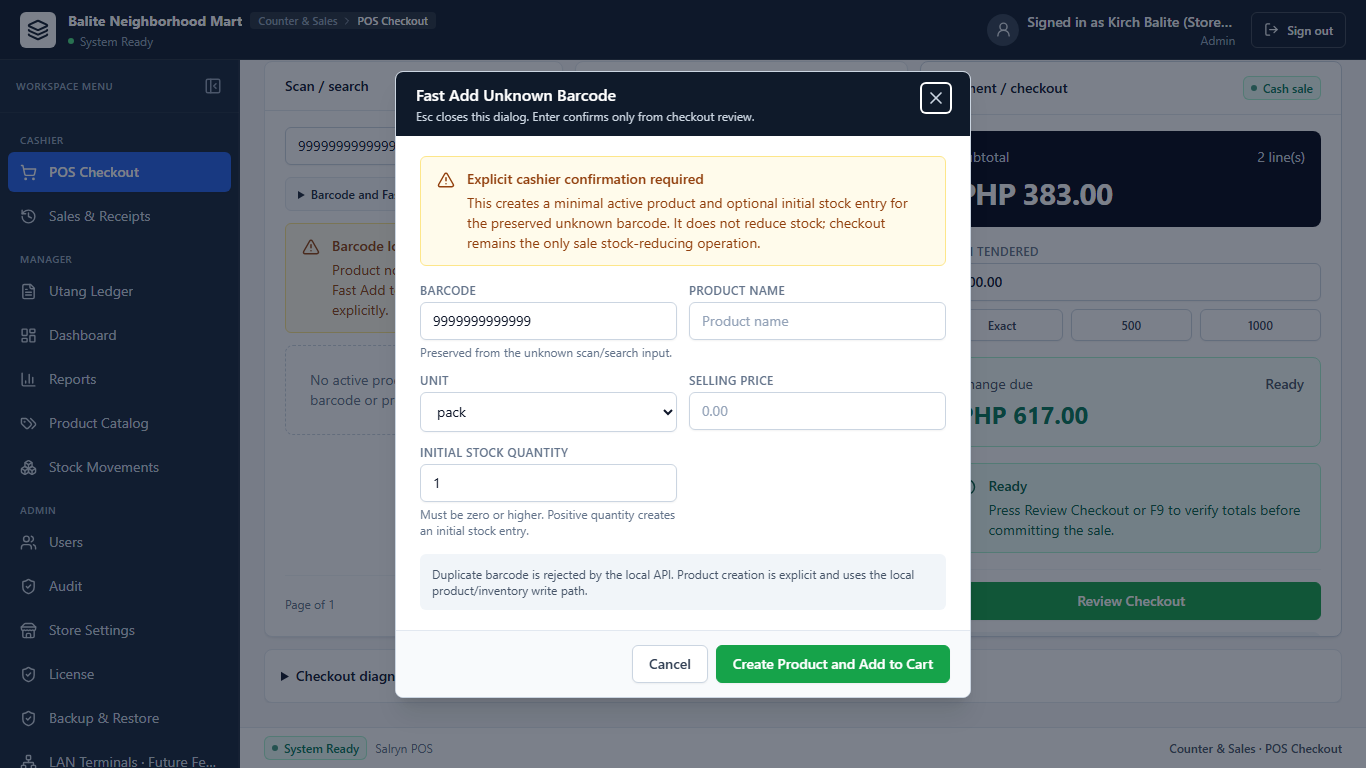 Balite Neighborhood Mart
Counter & Sales > POS Checkout
System Ready
Signed in as Kirch Balite (Store...
Admin
Sign out
WORKSPACE MENU
CASHIER
POS Checkout
Sales & Receipts
MANAGER
Utang Ledger
Dashboard
Reports
Product Catalog
Stock Movements
ADMIN
Users
Audit
Store Settings
License
Backup & Restore
LAN Terminals · Future Fe...
Scan / search
9999999999999
Barcode and Fa
Barcode lo
Product no
Fast Add t
explicitly.
No active pro
barcode or pr
Page of 1
Checkout diagn
Fast Add Unknown Barcode
Esc closes this dialog. Enter confirms only from checkout review.
Explicit cashier confirmation required
This creates a minimal active product and optional initial stock entry for
the preserved unknown barcode. It does not reduce stock; checkout
remains the only sale stock-reducing operation.
BARCODE
9999999999999
Preserved from the unknown scan/search input.
PRODUCT NAME
Product name
UNIT
pack
SELLING PRICE
0.00
INITIAL STOCK QUANTITY
1
Must be zero or higher. Positive quantity creates
an initial stock entry.
Duplicate barcode is rejected by the local API. Product creation is explicit and uses the local
product/inventory write path.
Cancel
Create Product and Add to Cart
ment / checkout
Cash sale
btotal
2 line(s)
PHP 383.00
H TENDERED
00.00
Exact
500
1000
hange due
Ready
PHP 617.00
Ready
Press Review Checkout or F9 to verify totals before
committing the sale.
Review Checkout
System Ready
Salryn POS
Counter & Sales · POS Checkout